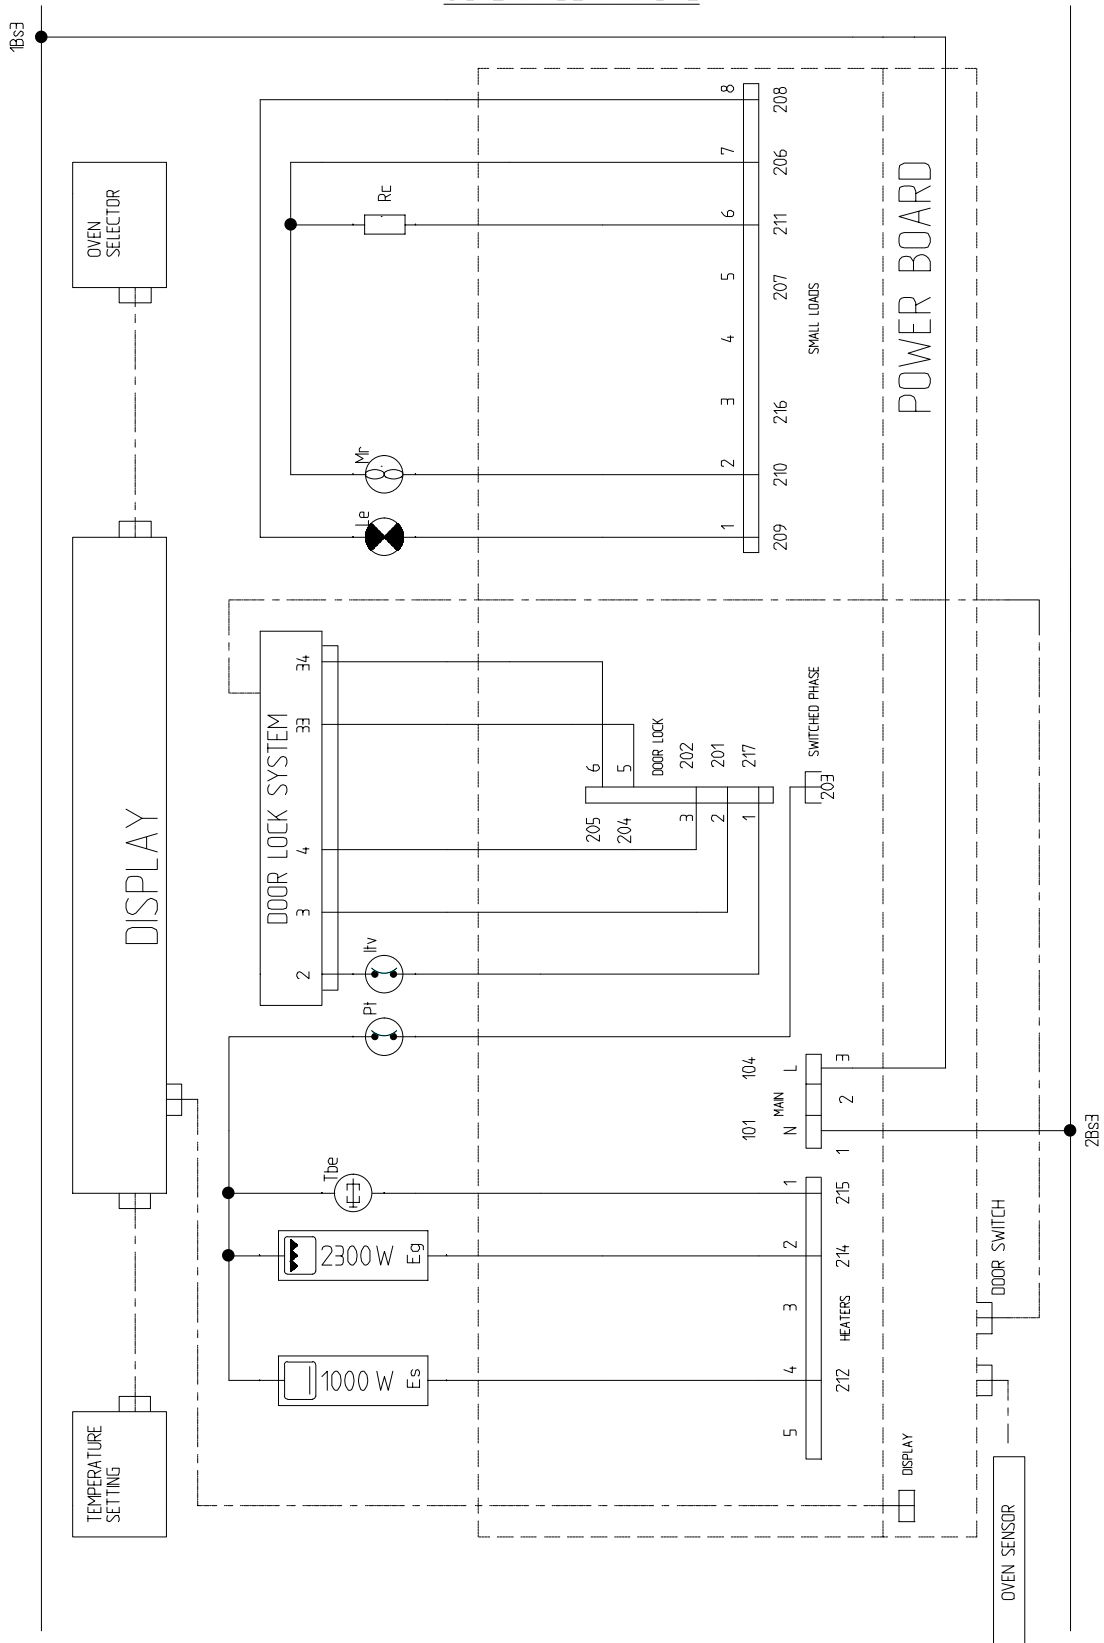 1Bs3
OVEN
SELECTOR
DISPLAY
TEMPERATURE
SETTING
8
7
6
5
4
3
2
1
208
206
211
207
216
210
209
SMALL LOADS
Rc
Mr
Le
POWER BOARD
DOOR LOCK SYSTEM
34
33
4
3
2
Itv
Pt
6
5
DOOR LOCK
202
201
217
205
204
3
2
1
SWITCHED PHASE
203
104
101
MAIN
L
N
3
2
1
2Bs3
Tbe
2300 W Eg
1000 W Es
1
2
3
4
5
215
214
HEATERS
212
DOOR SWITCH
DISPLAY
OVEN SENSOR